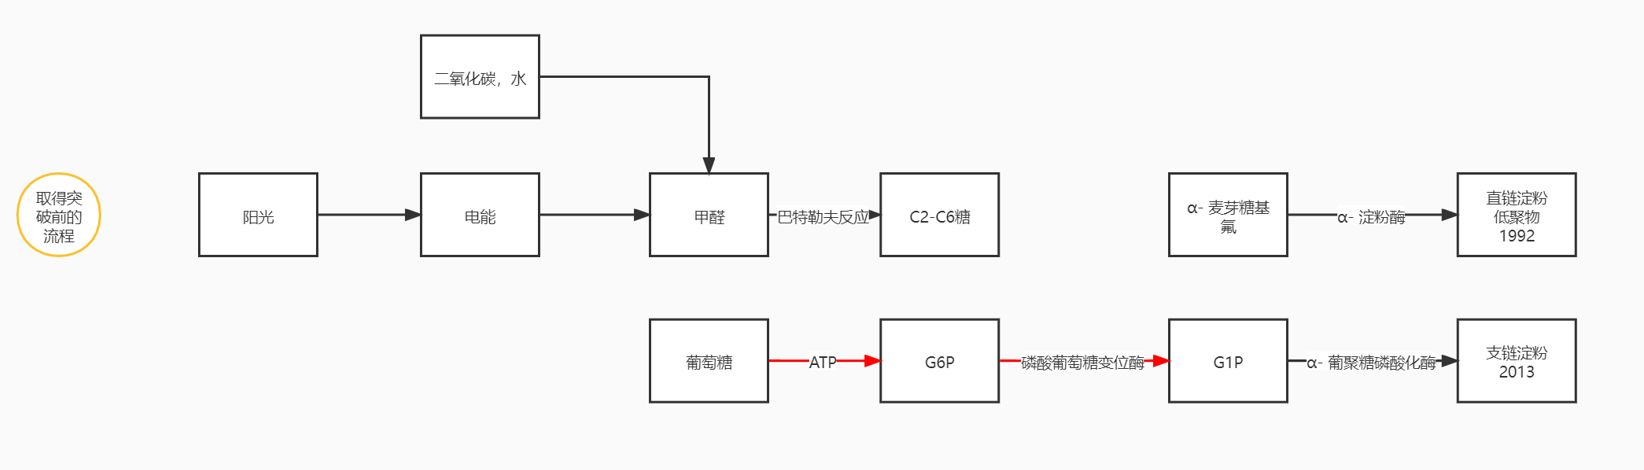 二氧化碳，水
取得突
破前的
流程
阳光
电能
甲醛
巴特勒夫反应
C2-C6糖
α- 麦芽糖基
氟
α- 淀粉酶
直链淀粉
低聚物
1992
葡萄糖
ATP
G6P
磷酸葡萄糖变位酶
G1P
α- 葡聚糖磷酸化酶
支链淀粉
2013